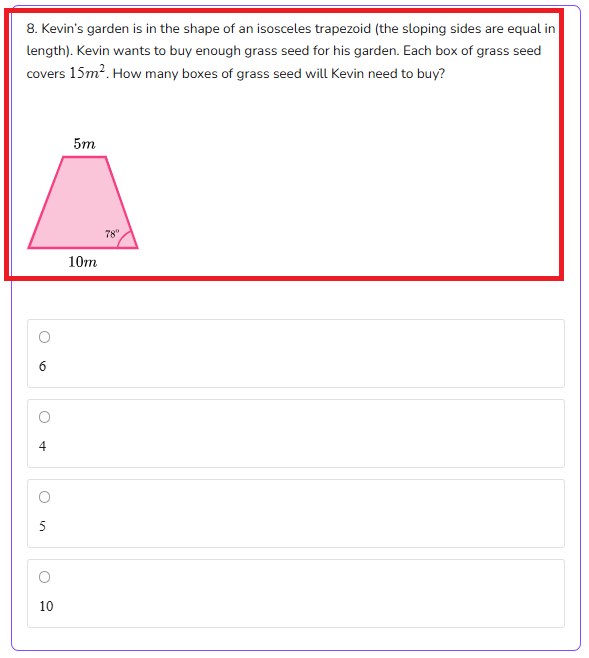 8. Kevin's garden is in the shape of an isosceles trapezoid (the sloping sides are equal in
length). Kevin wants to buy enough grass seed for his garden. Each box of grass seed
covers 15m². How many boxes of grass seed will Kevin need to buy?
5m
78°
10m
6
4
5
10